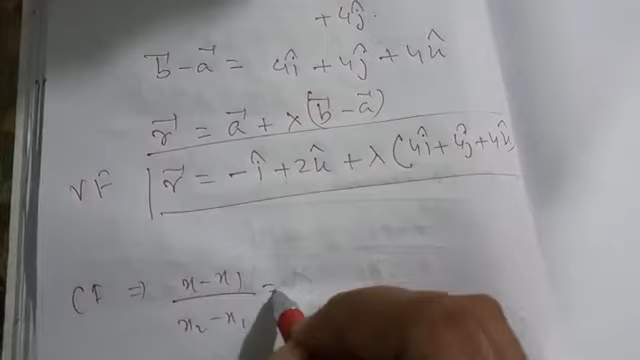 +4ĵ.
b⃗ - a⃗ = 4î + 4ĵ + 4k̂
r⃗ = a⃗ + λ(b⃗ - a⃗)
VF r⃗ = -î + 2k̂ + λ(4î + 4ĵ + 4k̂)
CF ⇒ x-x₁/x₂-x₁ =